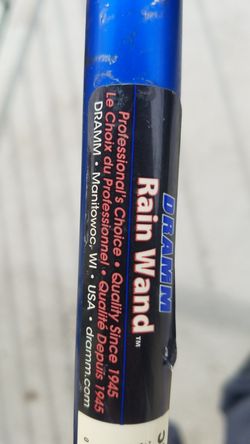 DRAMM
Rain Wand™
Professional's Choice • Quality Since 1945
Le Choix du Professionnel • Qualité Depuis 1945
DRAMM • Manitowoc, WI • USA • dramm.com